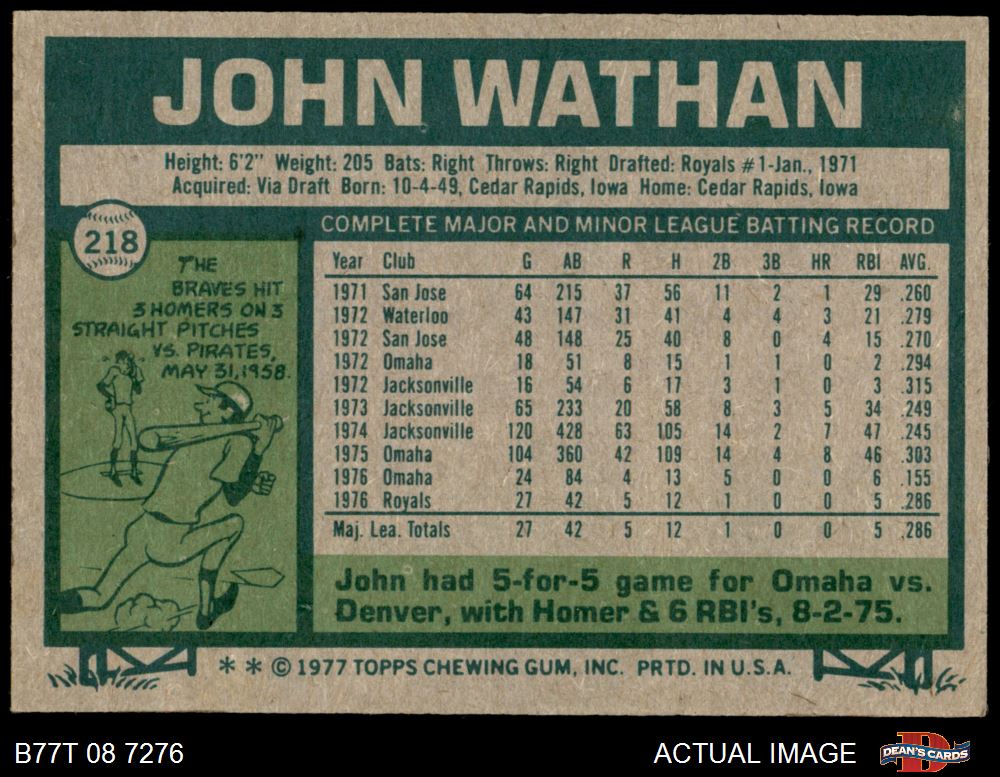 JOHN WATHAN
Height: 6'2" Weight: 205 Bats: Right Throws: Right Drafted: Royals #1-Jan., 1971
Acquired: Via Draft Born: 10-4-49, Cedar Rapids, Iowa Home: Cedar Rapids, Iowa
218
THE
BRAVES HIT
3 HOMERS ON 3
STRAIGHT PITCHES
VS. PIRATES,
MAY 31, 1958.
COMPLETE MAJOR AND MINOR LEAGUE BATTING RECORD
Year Club G AB R H 2B 3B HR RBI AVG.
1971 San Jose 64 215 37 56 11 2 1 29 .260
1972 Waterloo 43 147 31 41 4 4 3 21 .279
1972 San Jose 48 148 25 40 8 0 4 15 .270
1972 Omaha 18 51 8 15 1 1 0 2 .294
1972 Jacksonville 16 54 6 17 3 1 0 3 .315
1973 Jacksonville 65 233 20 58 8 3 5 34 .249
1974 Jacksonville 120 428 63 105 14 2 7 47 .245
1975 Omaha 104 360 42 109 14 4 8 46 .303
1976 Omaha 24 84 4 13 5 0 0 6 .155
1976 Royals 27 42 5 12 1 0 0 5 .286
Maj. Lea. Totals 27 42 5 12 1 0 0 5 .286
John had 5-for-5 game for Omaha vs.
Denver, with Homer & 6 RBI's, 8-2-75.
* * © 1977 TOPPS CHEWING GUM, INC. PRTD. IN U.S.A.
B77T 08 7276
ACTUAL IMAGE
DEAN'S CARDS